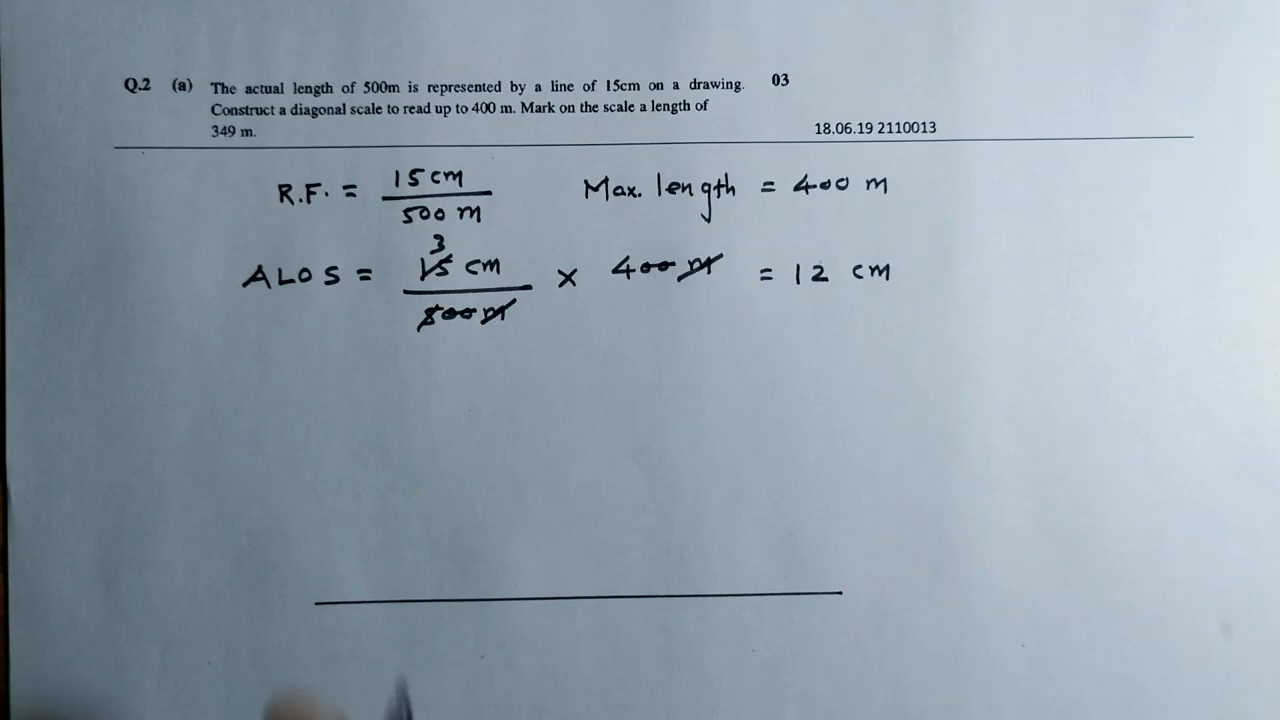 Q.2 (a) The actual length of 500m is represented by a line of 15cm on a drawing. 03
Construct a diagonal scale to read up to 400 m. Mark on the scale a length of
349 m.
18.06.19 2110013
R.F. = 15 cm / 500 m Max. length = 400 m
ALOS = 3 15 cm / 500 m × 400 m = 12 cm